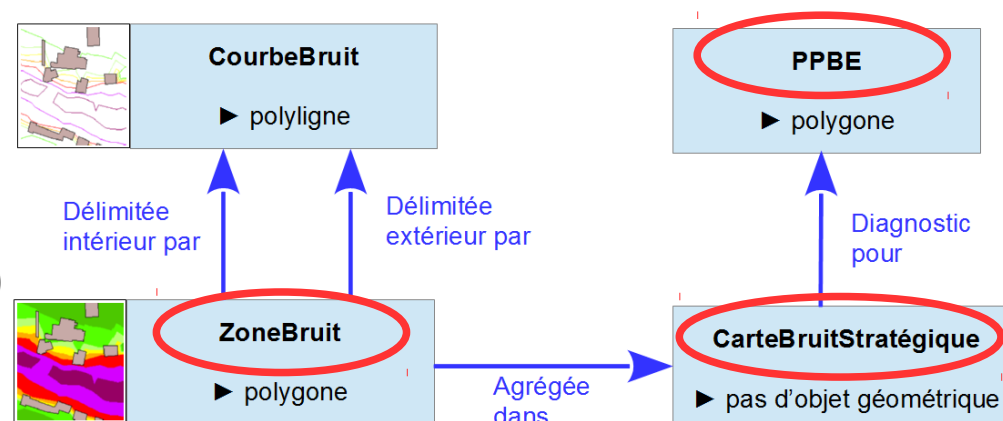 CourbeBruit
► polyligne
PPBE
► polygone
Délimitée
intérieur par
Délimitée
extérieur par
Diagnostic
pour
ZoneBruit
► polygone
Agrégée
dans
CarteBruitStratégique
► pas d'objet géométrique